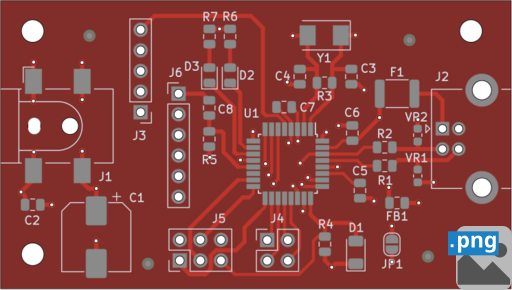 R7 R6
Y1
D3
D2
J6
C4
C3
R3
F1
J2
C8
C7
U1
J3
C6
VR2
R2
R5
VR1
R1
J1
C5
C1
+
C2
FB1
J5
J4
R4
D1
JP1
.png